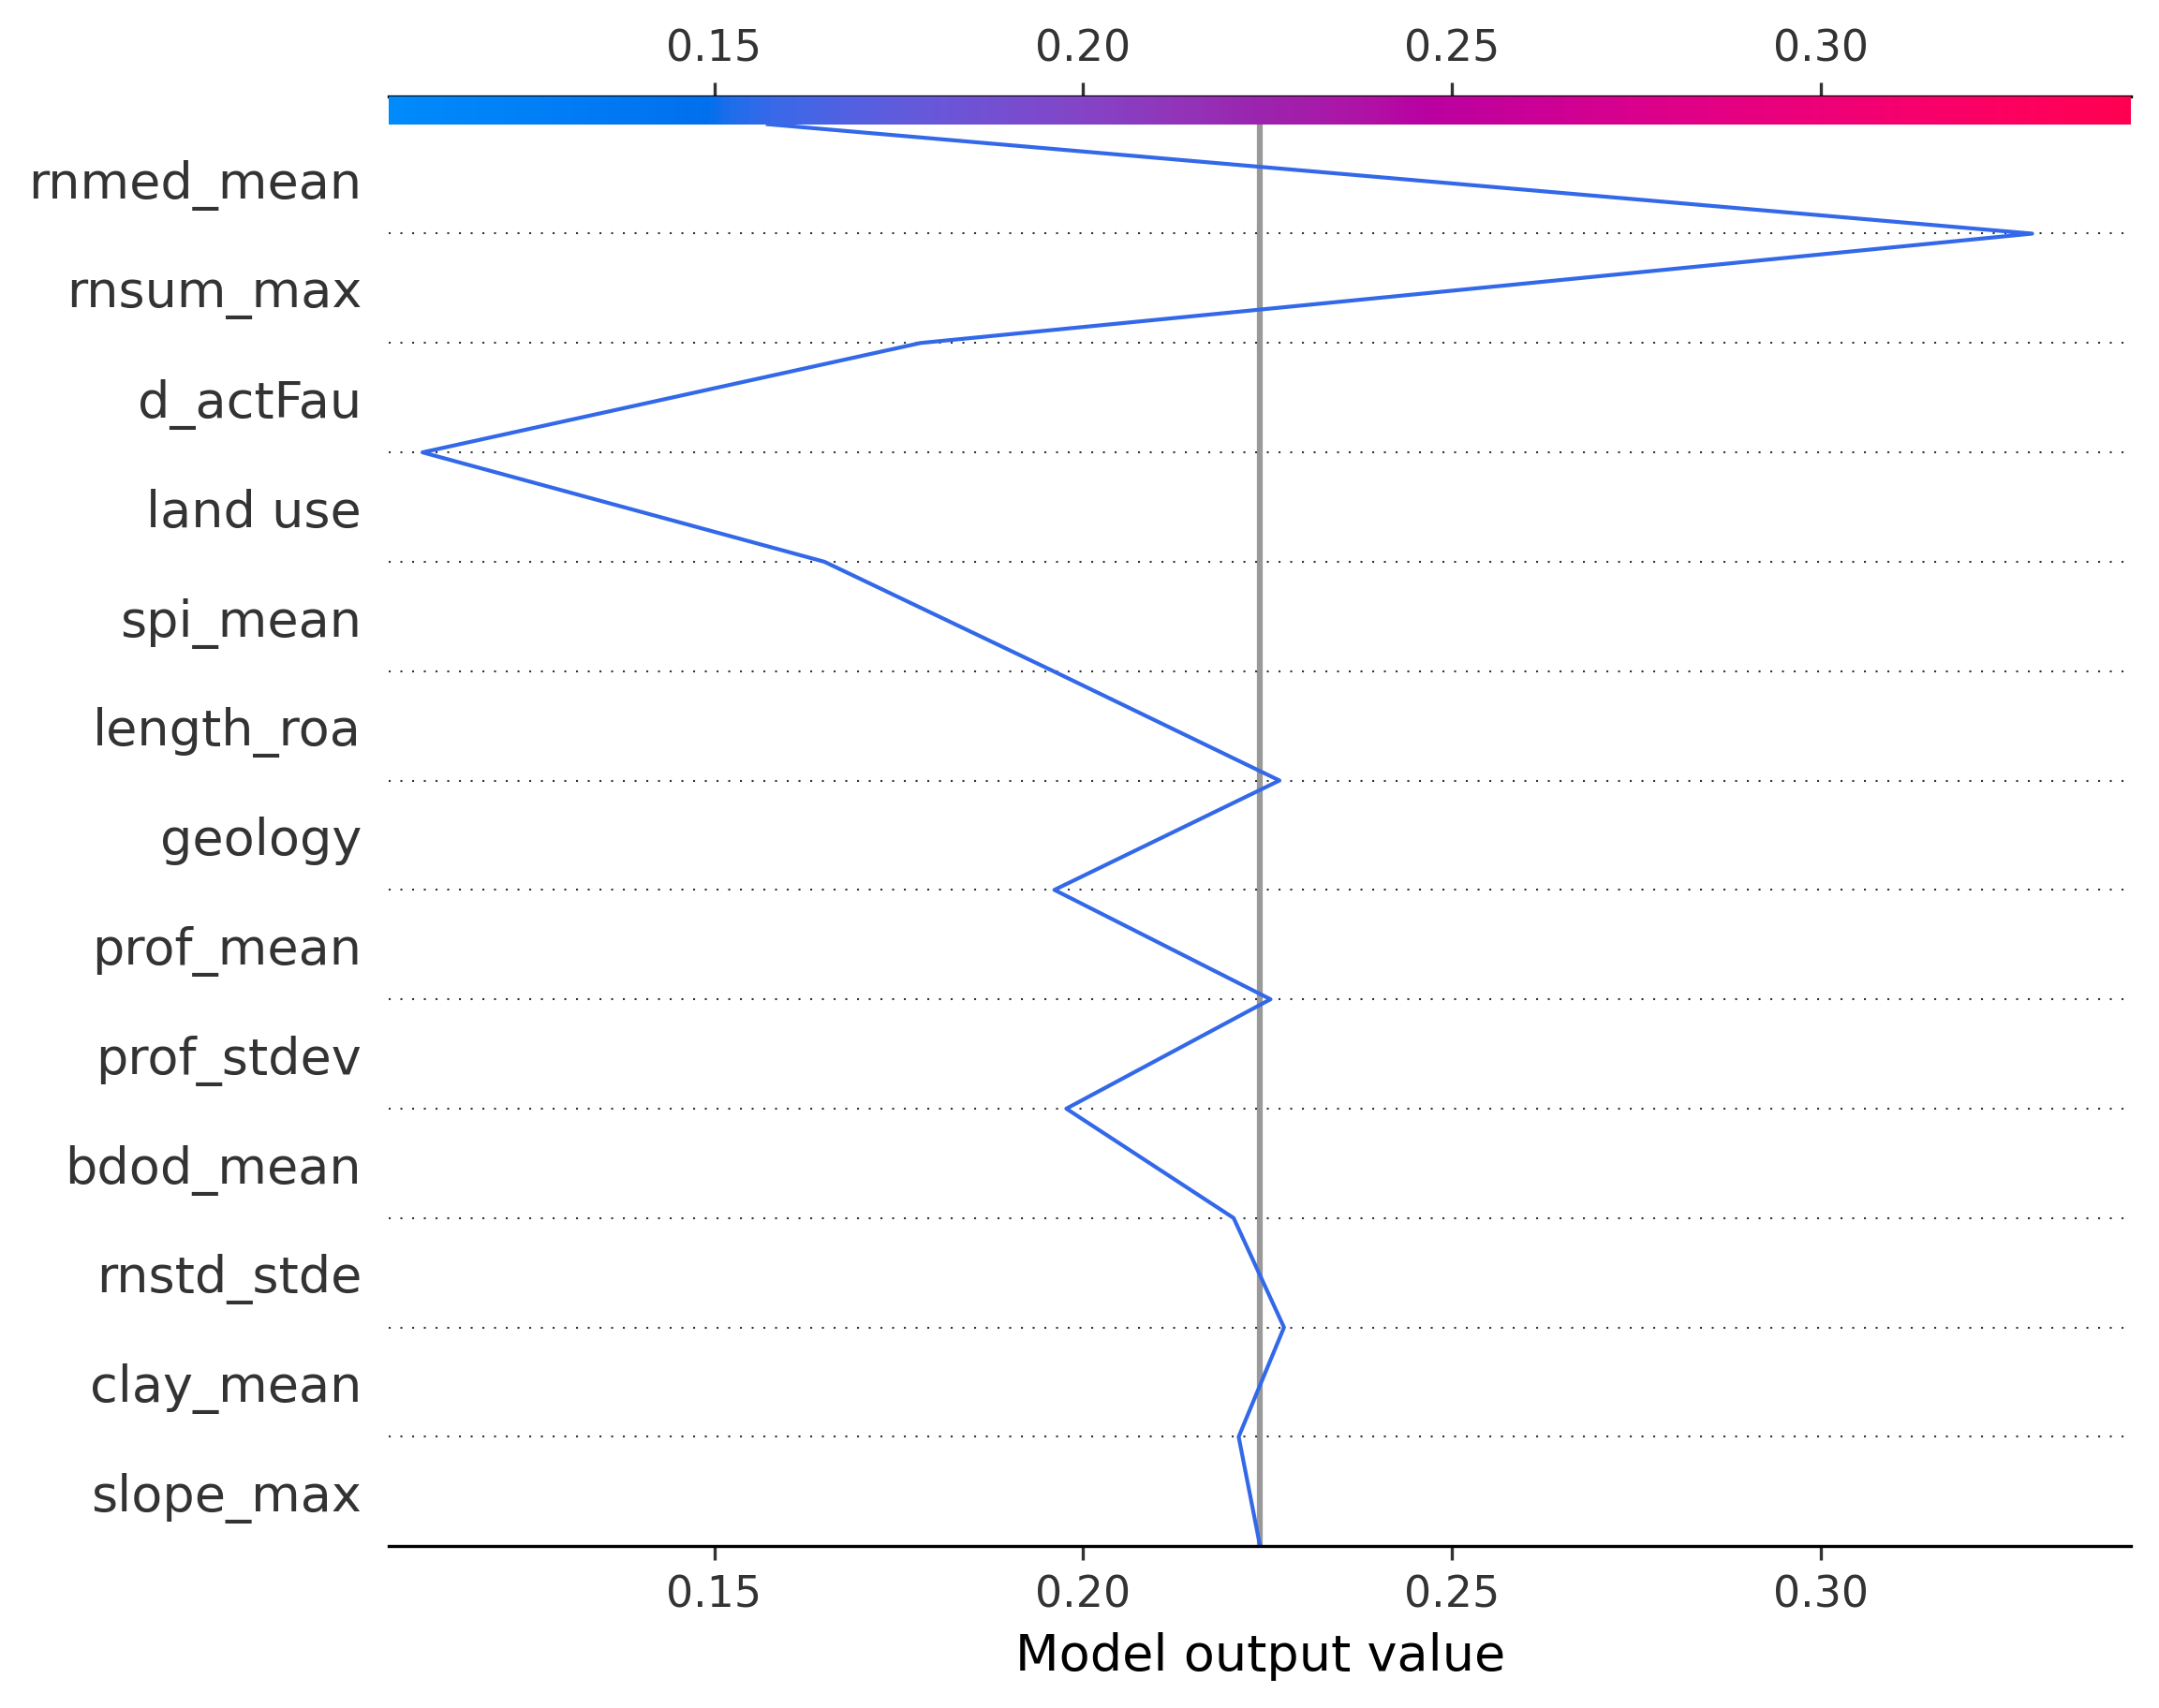 0.15 0.20 0.25 0.30
rnmed_mean
rnsum_max
d_actFau
land use
spi_mean
length_roa
geology
prof_mean
prof_stdev
bdod_mean
rnstd_stde
clay_mean
slope_max
0.15 0.20 0.25 0.30
Model output value